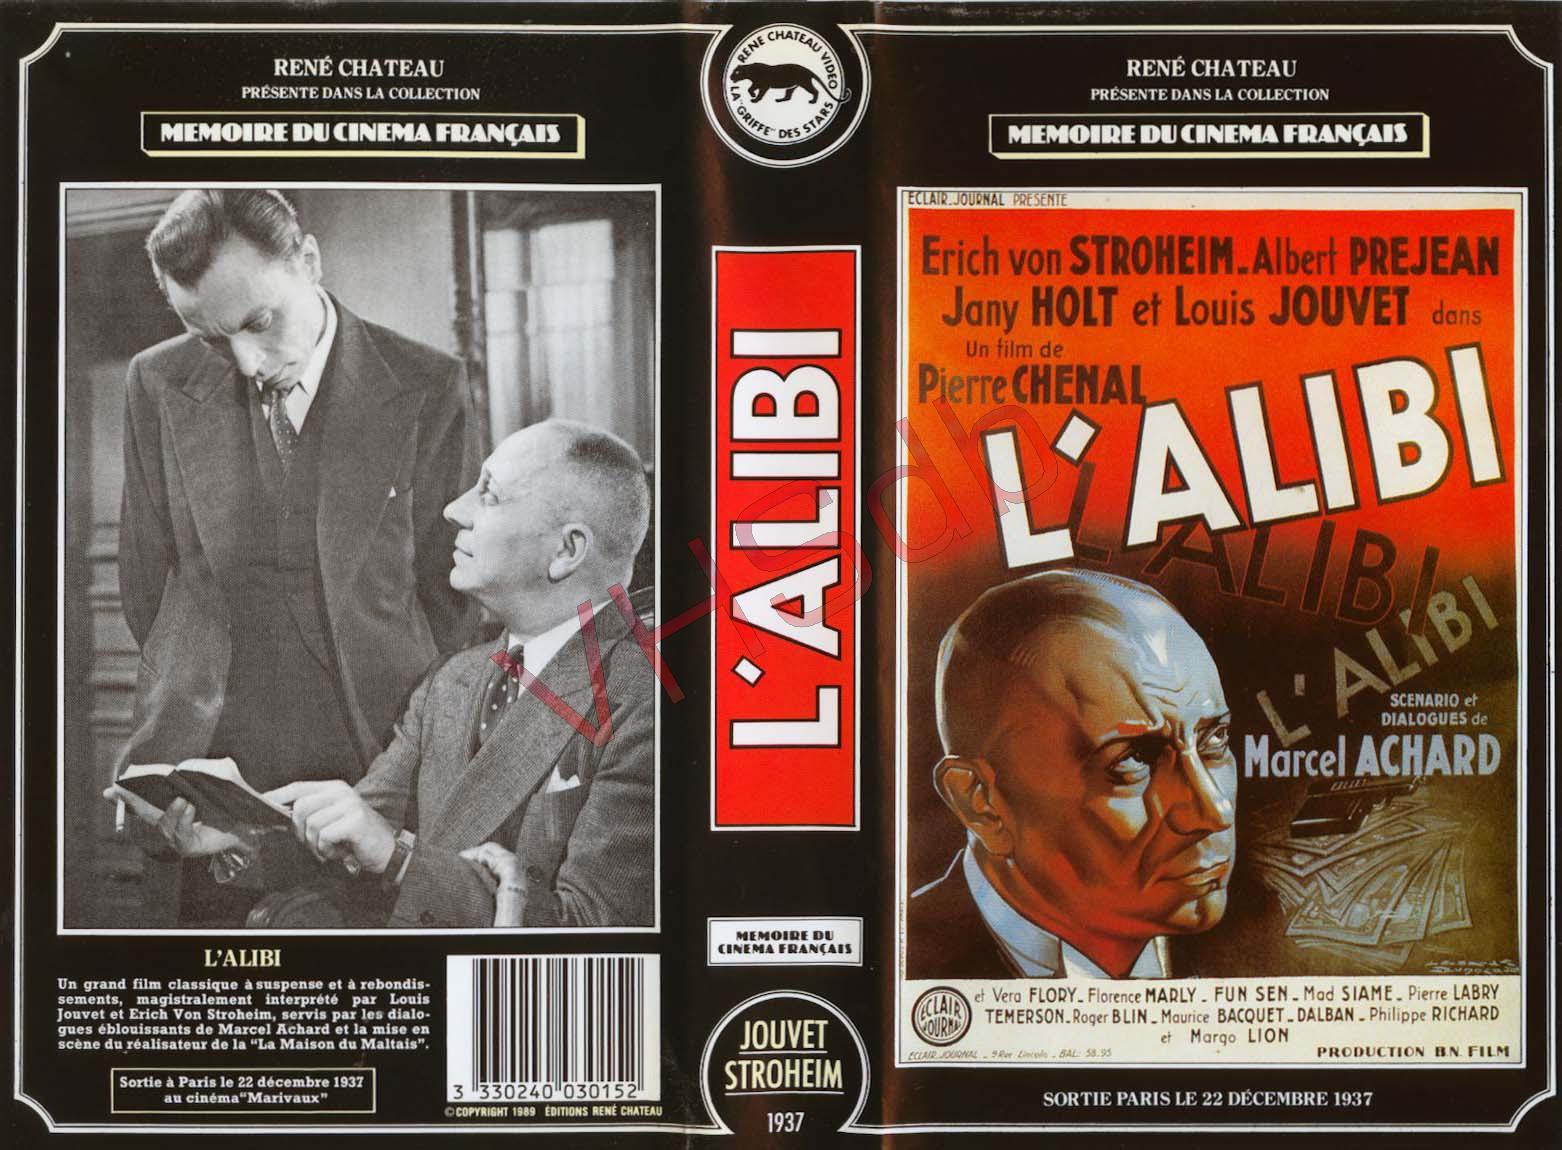 RENÉ CHATEAU
PRÉSENTE DANS LA COLLECTION
MEMOIRE DU CINEMA FRANÇAIS
L'ALIBI
Un grand film classique à suspense et à rebondis-
sements, magistralement interprété par Louis
Jouvet et Erich Von Stroheim, servis par les dialo-
gues éblouissants de Marcel Achard et la mise en
scène du réalisateur de la "La Maison du Maltais".
Sortie à Paris le 22 décembre 1937
au cinéma "Marivaux"
3 330240 030152
©COPYRIGHT 1989 ÉDITIONS RENÉ CHATEAU
RENE CHATEAU VIDEO
LA "GRIFFE" DES STARS
L'ALIBI
MEMOIRE DU
CINEMA FRANÇAIS
JOUVET
STROHEIM
1937
RENÉ CHATEAU
PRÉSENTE DANS LA COLLECTION
MEMOIRE DU CINEMA FRANÇAIS
ECLAIR-JOURNAL PRESENTE
Erich von STROHEIM-Albert PREJEAN
Jany HOLT et Louis JOUVET dans
Un film de
Pierre CHENAL
L'ALIBI
L'ALIBI
L'ALIBI
SCENARIO et
DIALOGUES de
Marcel ACHARD
ECLAIR
JOURNAL
et Vera FLORY-Florence MARLY-FUN SEN-Mad SIAME-Pierre LABRY
TEMERSON-Roger BLIN-Maurice BACQUET-DALBAN-Philippe RICHARD
et Margo LION
ECLAIR-JOURNAL - 9 Rue Lincoln - BAL: 58.95
PRODUCTION B.N. FILM
SORTIE PARIS LE 22 DÉCEMBRE 1937
VHSdb